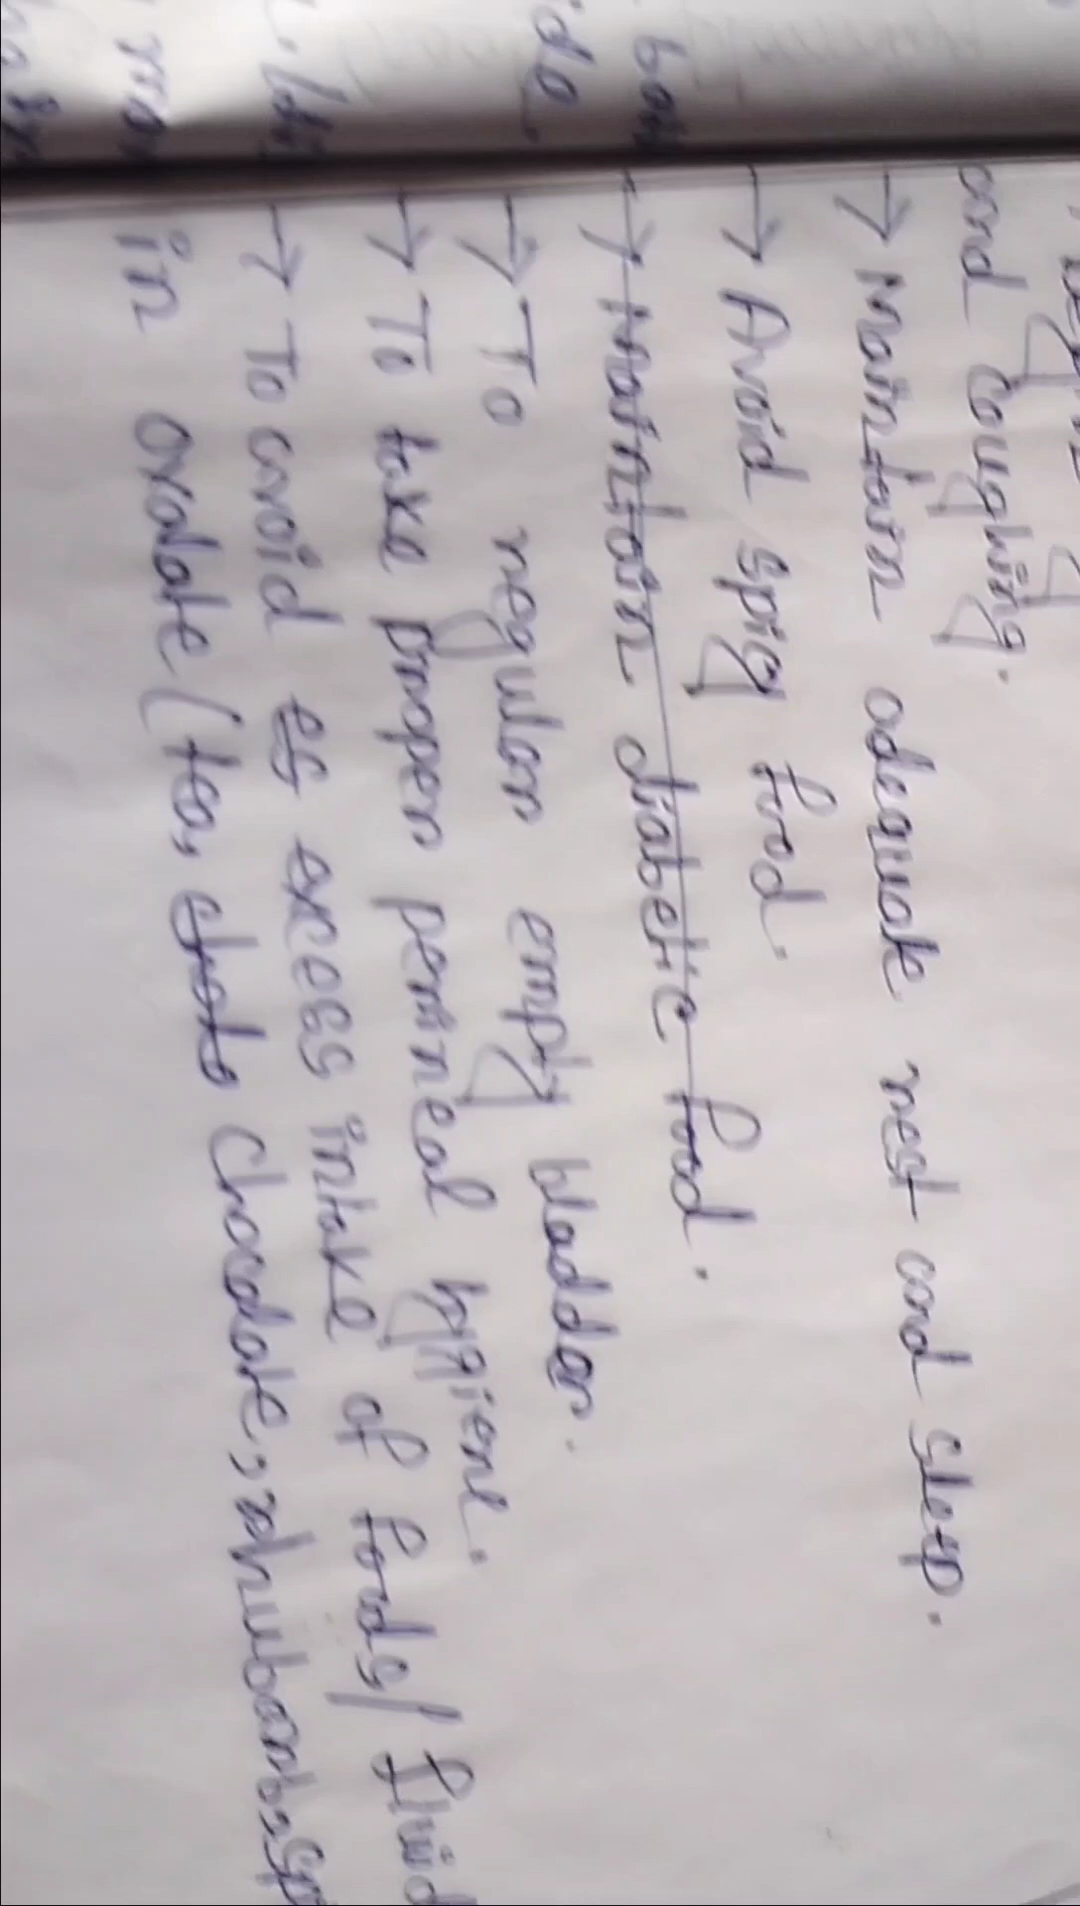 and coughing.
→ Maintain adequate rest and sleep.
→ Avoid spicy food.
→ Maintain diabetic food.
→ To regular empty bladder.
→ To take proper perineal hygiene.
→ To avoid es excess intake of foods/ fluid
in oxalate (tea, Chocolate,